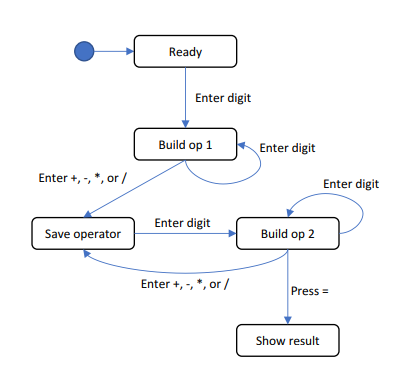 Ready
Enter digit
Build op 1
Enter digit
Enter +, -, *, or /
Enter digit
Save operator
Enter digit
Build op 2
Enter +, -, *, or /
Press =
Show result